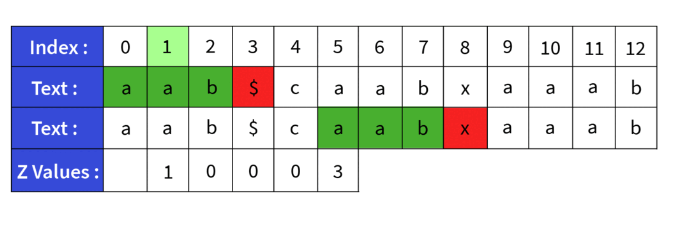 Index : 0 1 2 3 4 5 6 7 8 9 10 11 12
Text : a a b $ c a a b x a a a b
Text : a a b $ c a a b x a a a b
Z Values : 1 0 0 0 3